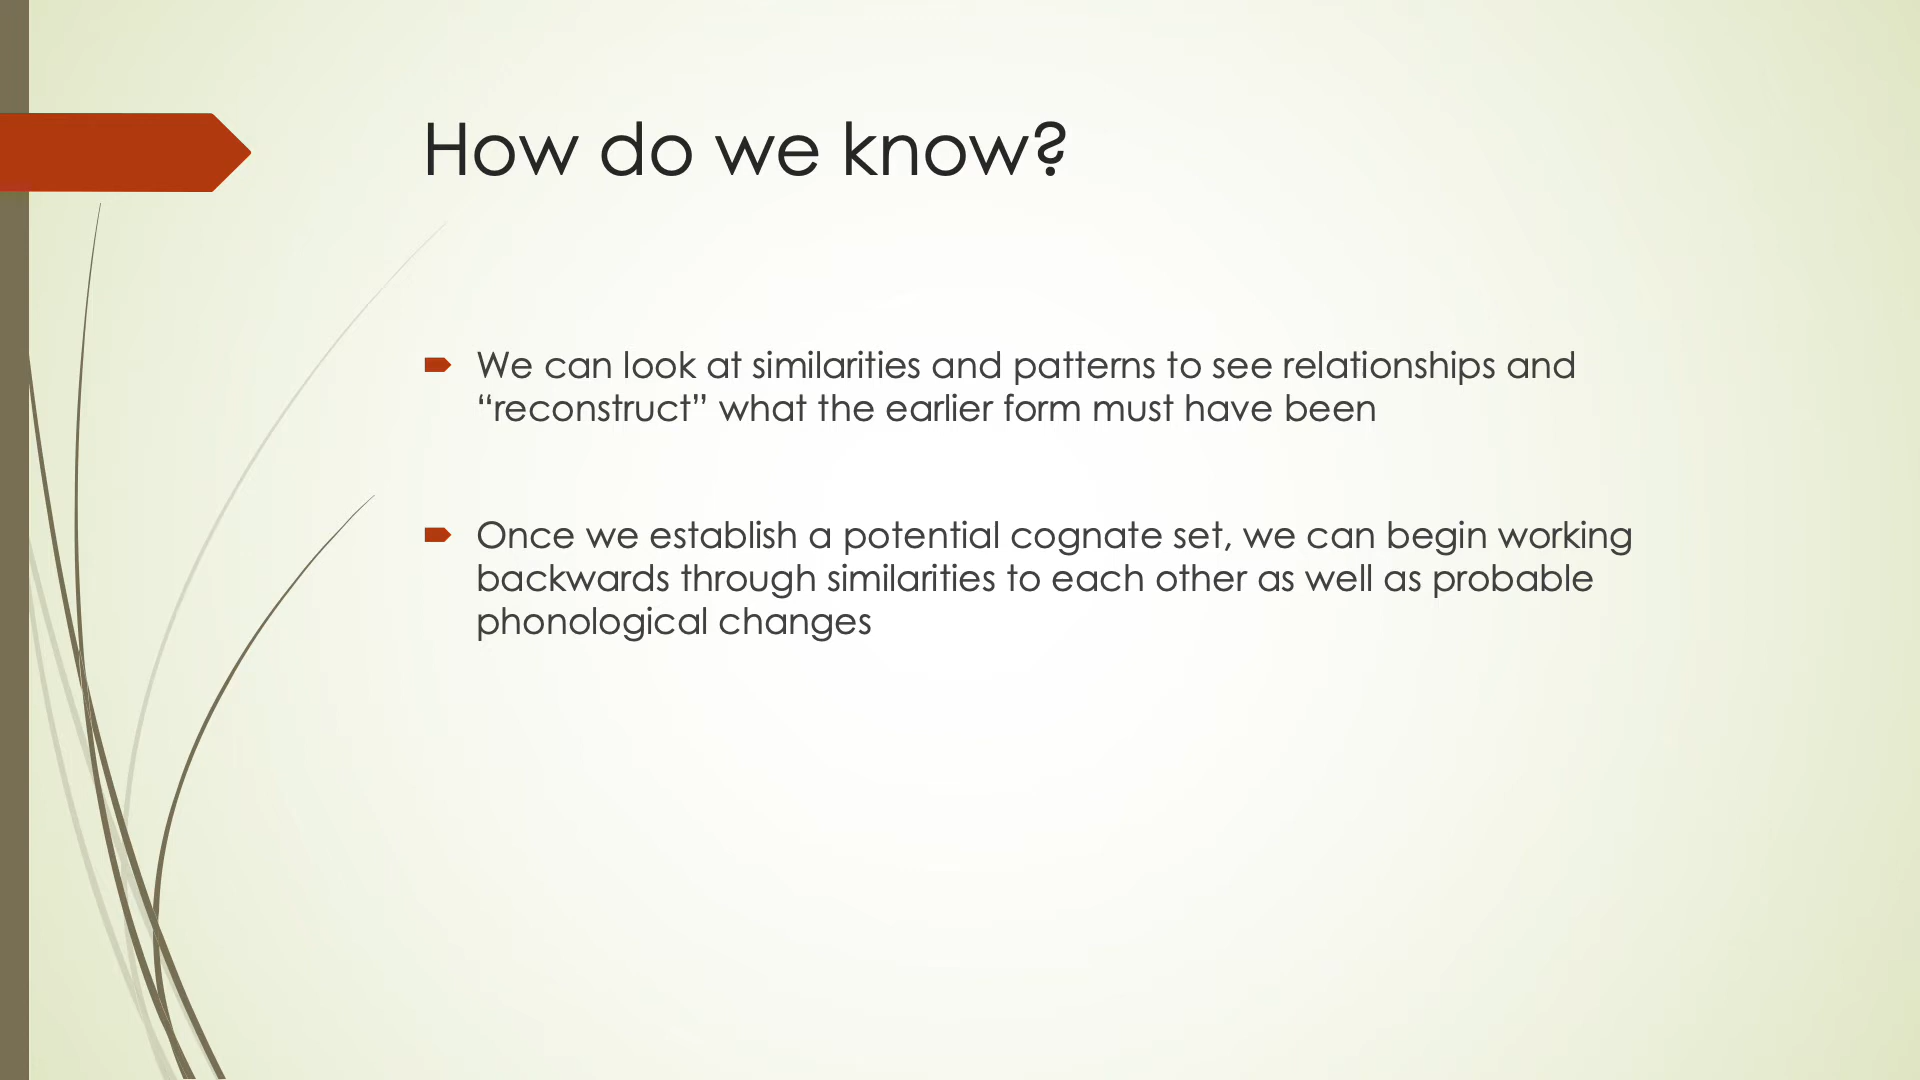 How do we know?
We can look at similarities and patterns to see relationships and
“reconstruct” what the earlier form must have been
Once we establish a potential cognate set, we can begin working
backwards through similarities to each other as well as probable
phonological changes